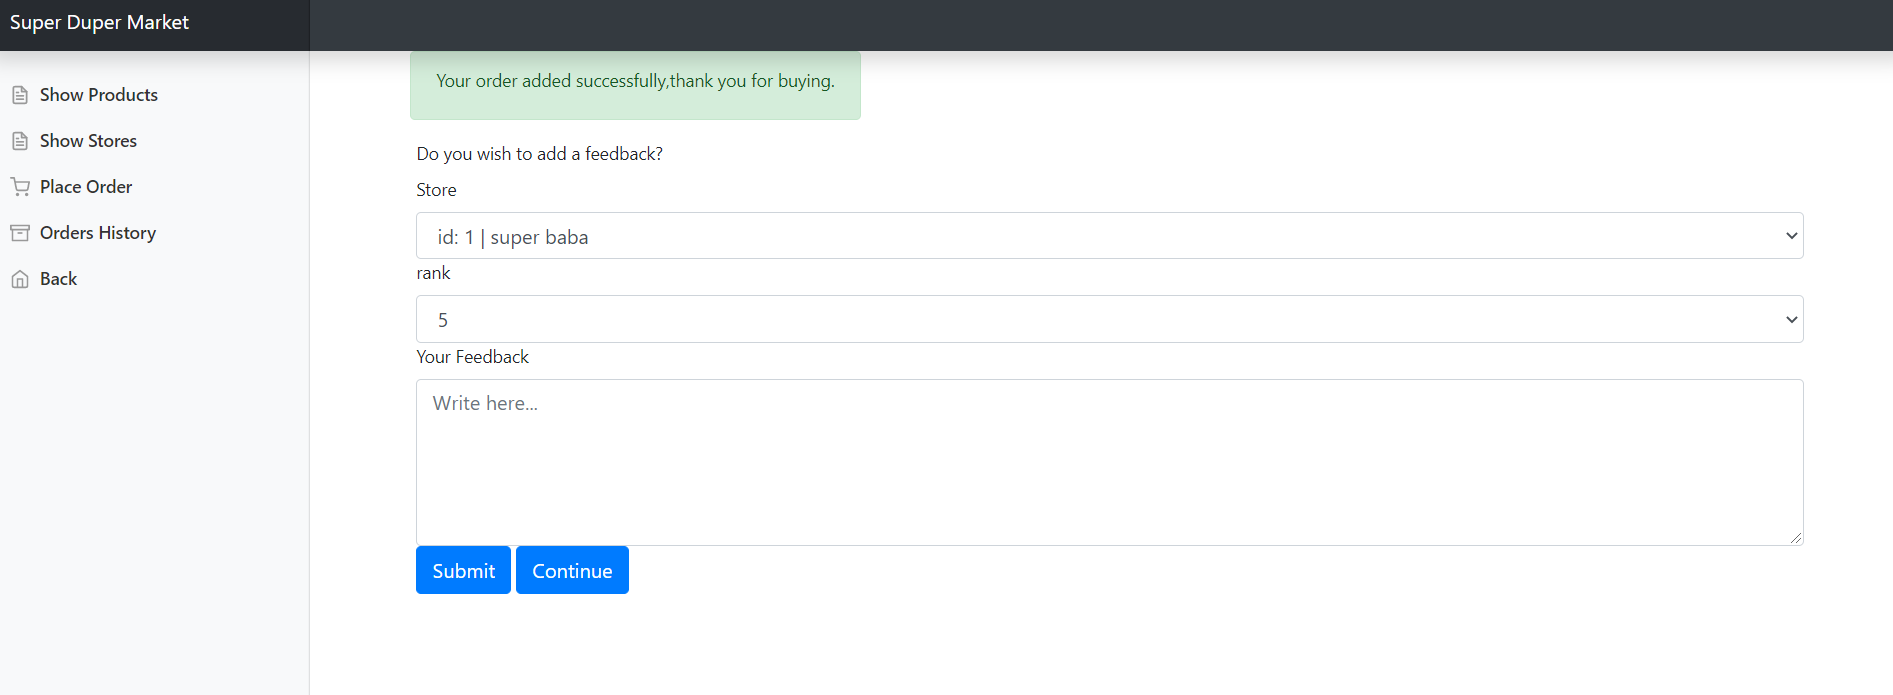 Super Duper Market
Show Products
Show Stores
Place Order
Orders History
Back
Your order added successfully,thank you for buying.
Do you wish to add a feedback?
Store
id: 1 | super baba
rank
5
Your Feedback
Write here...
Submit Continue